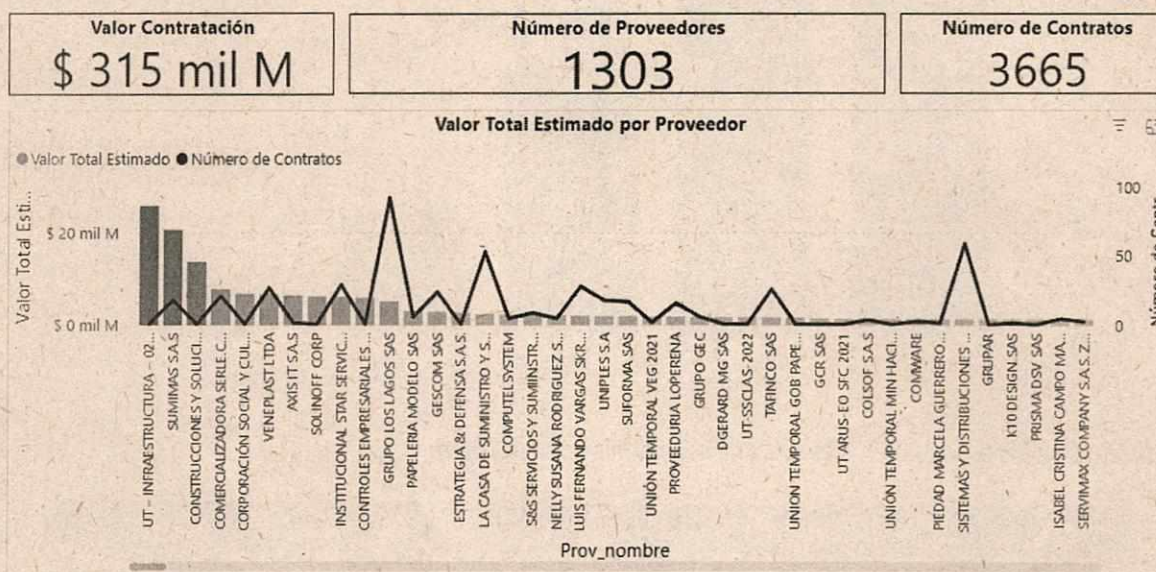 Valor Contratación
$ 315 mil M
Número de Proveedores
1303
Número de Contratos
3665
Valor Total Estimado por Proveedor
Valor Total Estimado
Número de Contratos
Valor Total Esti...
$ 20 mil M
$ 0 mil M
100
50
0
UT - INFRAESTRUCTURA - 02...
SUMIMAS S.A.S
CONSTRUCCIONES Y SOLUCI...
COMERCIALIZADORA SERLE.C...
CORPORACIÓN SOCIAL Y CUL...
VENEPLAST LTDA
AXIS IT S.A.S
SOLINOFF CORP
INSTITUCIONAL STAR SERVIC...
CONTROLES EMPRESARIALES ...
GRUPO LOS LAGOS SAS
PAPELERIA MODELO SAS
GESCOM SAS
ESTRATEGIA & DEFENSA S.A.S.
LA CASA DE SUMINISTRO Y S...
COMPUTELSYSTEM
S&S SERVICIOS Y SUMINSTR...
NELLY SUSANA RODRIGUEZ S...
LUIS FERNANDO VARGAS SKR...
UNIPLES S.A
SUFORMA SAS
UNIÓN TEMPORAL VEG 2021
PROVEEDURIA LOPERENA
GRUPO GEC
DGERARD MG SAS
UT-SSCLAS-2022
TAFINCO SAS
UNION TEMPORAL GOB PAPE...
GCR SAS
UT ARUS-EO SFC 2021
COLSOF S.A.S
UNIÓN TEMPORAL MIN HACI...
COMWARE
PIEDAD MARCELA GUERRERO...
SISTEMAS Y DISTRIBUCIONES ...
GRUPAR
K10 DESIGN SAS
PRISMA DSV SAS
ISABEL CRISTINA CAMPO MA...
SERVIMAX COMPANY S.A.S. Z...
Prov_nombre